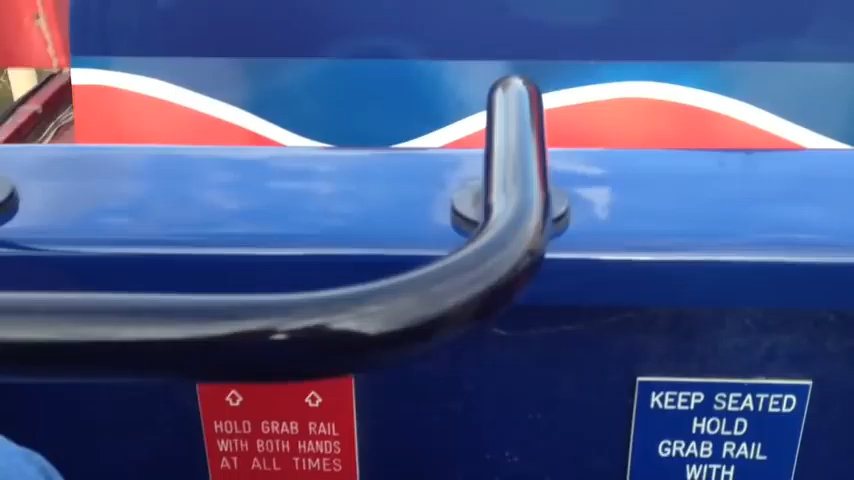 HOLD GRAB RAIL
WITH BOTH HANDS
AT ALL TIMES
KEEP SEATED
HOLD
GRAB RAIL
WITH